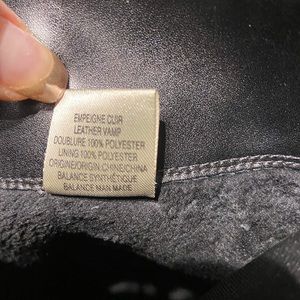 EMPEIGNE CUIR
LEATHER VAMP
DOUBLURE 100% POLYESTER
LINING 100% POLYESTER
ORIGINE/ORIGIN CHINE/CHINA
BALANCE SYNTHÉTIQUE
BALANCE MAN MADE